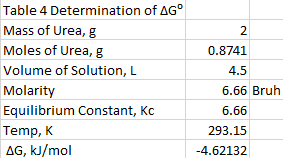 Table 4 Determination of ΔG°
Mass of Urea, g 2
Moles of Urea, g 0.8741
Volume of Solution, L 4.5
Molarity 6.66 Bruh
Equilibrium Constant, Kc 6.66
Temp, K 293.15
ΔG, kJ/mol -4.62132